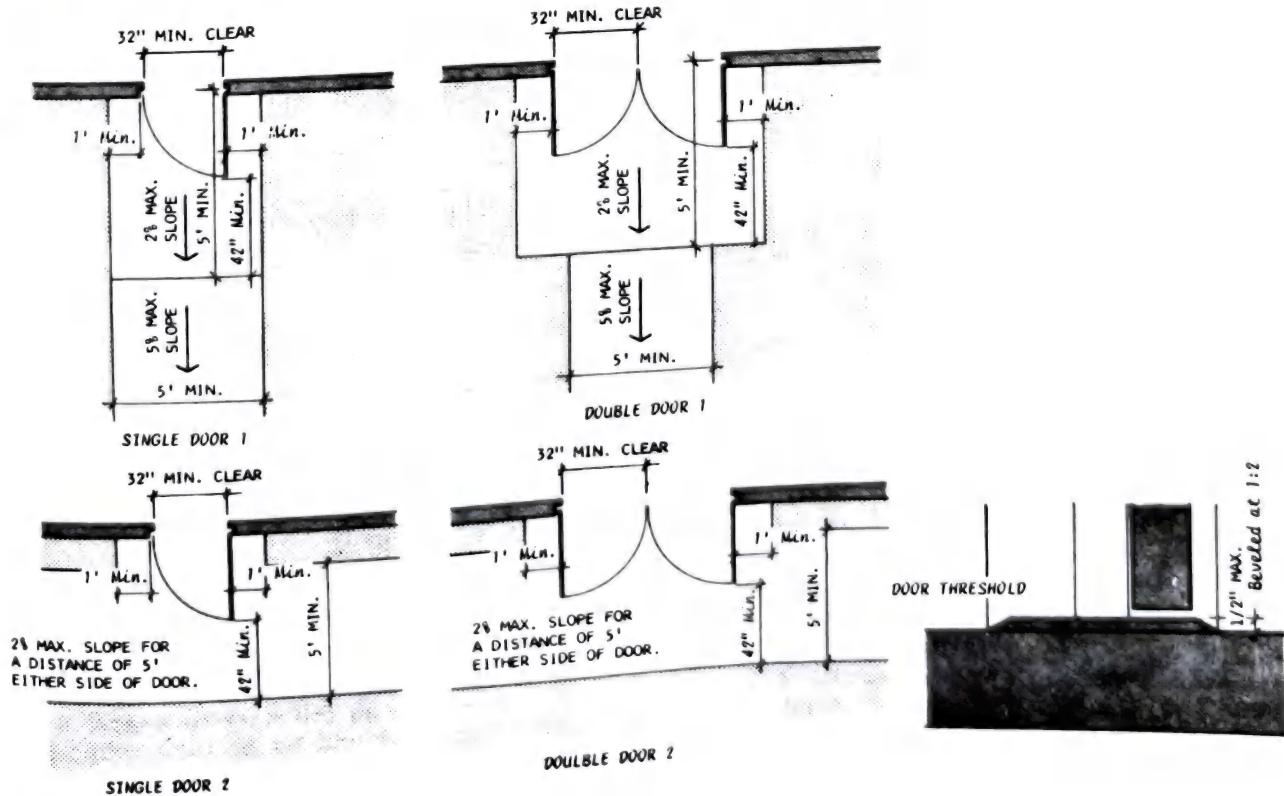 32" MIN. CLEAR
1' Min.
1' Min.
2% MAX.
SLOPE
5' MIN.
42" Min.
5% MAX.
SLOPE
5' MIN.
SINGLE DOOR 1
32" MIN. CLEAR
1' Min.
1' Min.
2% MAX.
SLOPE
5' MIN.
42" Min.
5% MAX.
SLOPE
5' MIN.
DOUBLE DOOR 1
32" MIN. CLEAR
1' Min.
1' Min.
2% MAX. SLOPE FOR
A DISTANCE OF 5'
EITHER SIDE OF DOOR.
42" Min.
5' MIN.
SINGLE DOOR 2
32" MIN. CLEAR
1' Min.
1' Min.
2% MAX. SLOPE FOR
A DISTANCE OF 5'
EITHER SIDE OF DOOR.
42" Min.
5' MIN.
DOULBLE DOOR 2
DOOR THRESHOLD
1/2" MAX.
Beveled at 1:2